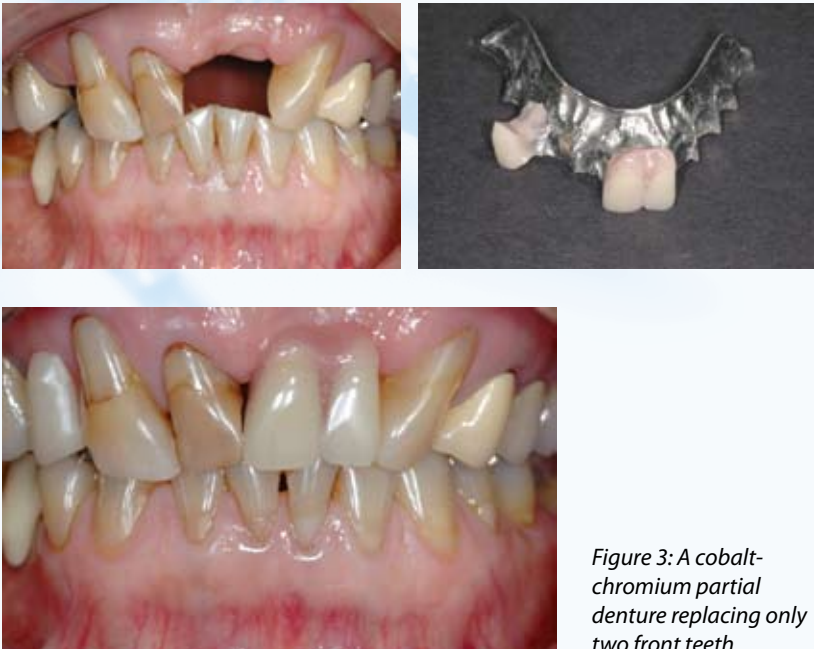 Figure 3: A cobalt-
chromium partial
denture replacing only
two front teeth